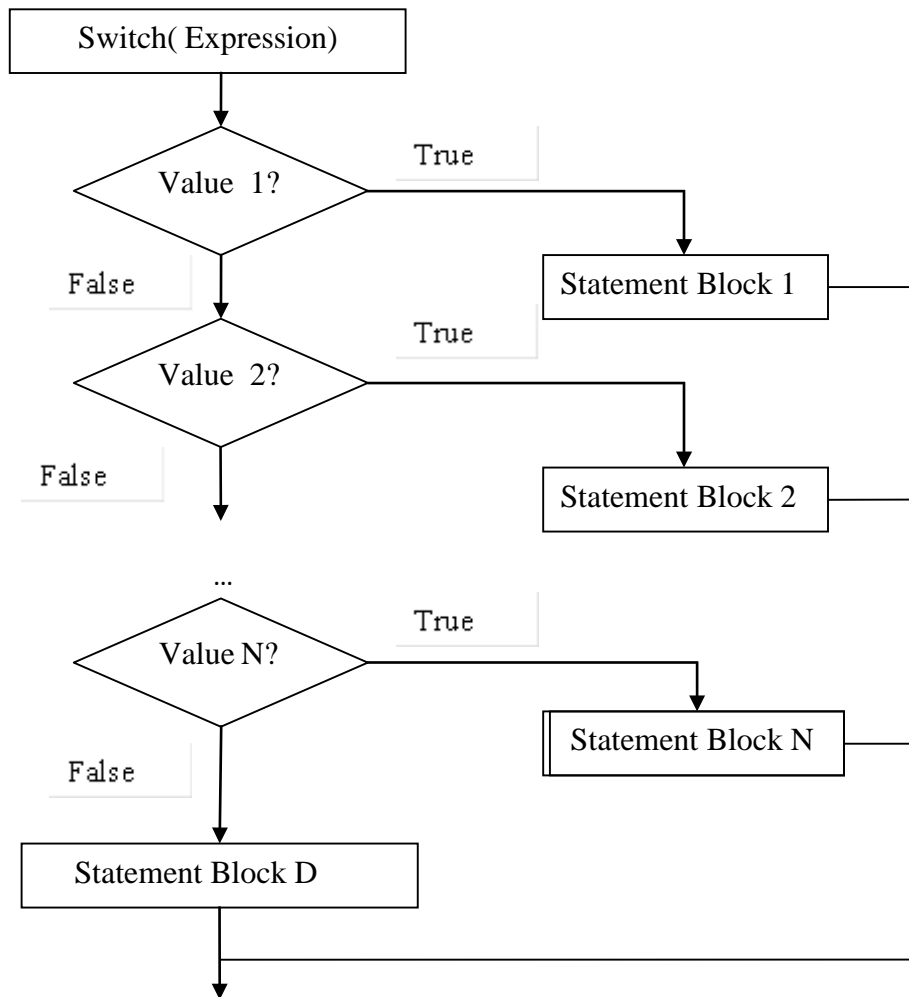 Switch( Expression)
True
Value 1?
False
Statement Block 1
True
Value 2?
False
Statement Block 2
...
True
Value N?
Statement Block N
False
Statement Block D